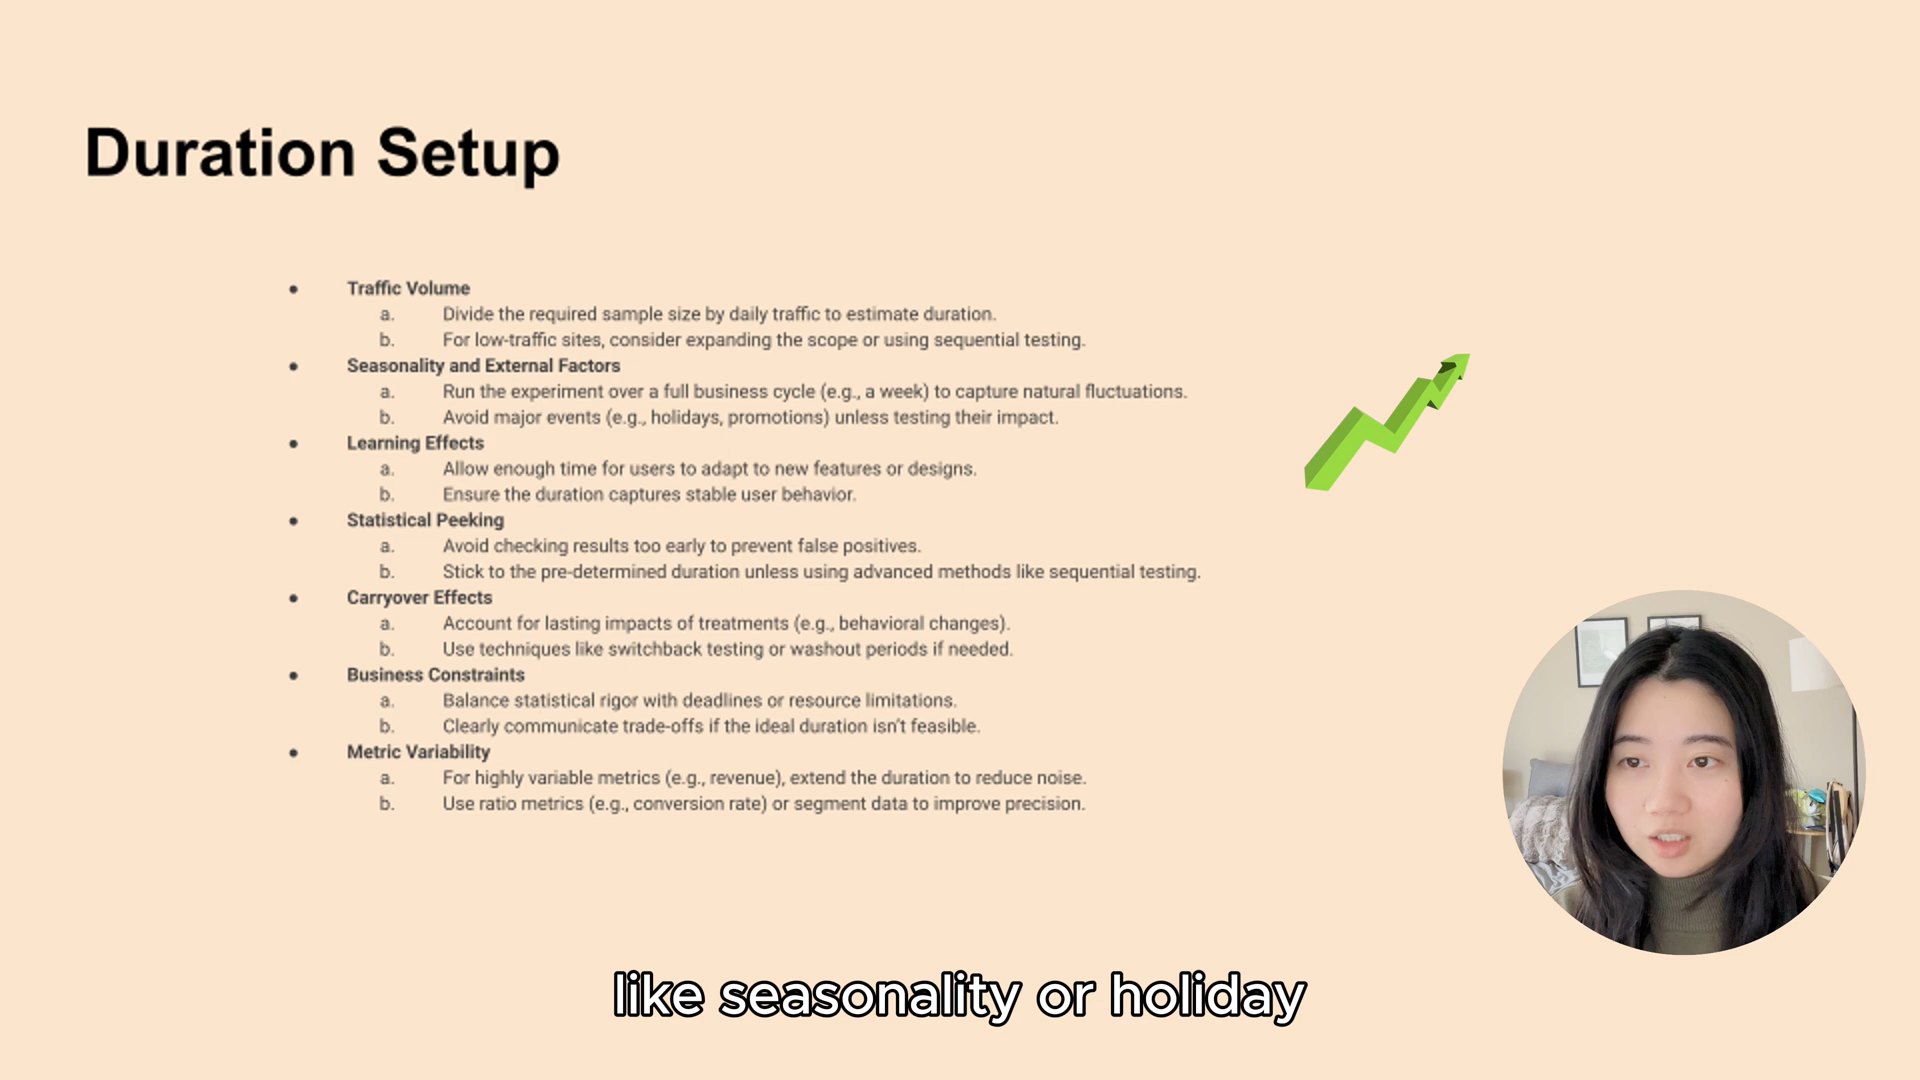 Duration Setup
● Traffic Volume
a. Divide the required sample size by daily traffic to estimate duration.
b. For low-traffic sites, consider expanding the scope or using sequential testing.
● Seasonality and External Factors
a. Run the experiment over a full business cycle (e.g., a week) to capture natural fluctuations.
b. Avoid major events (e.g., holidays, promotions) unless testing their impact.
● Learning Effects
a. Allow enough time for users to adapt to new features or designs.
b. Ensure the duration captures stable user behavior.
● Statistical Peeking
a. Avoid checking results too early to prevent false positives.
b. Stick to the pre-determined duration unless using advanced methods like sequential testing.
● Carryover Effects
a. Account for lasting impacts of treatments (e.g., behavioral changes).
b. Use techniques like switchback testing or washout periods if needed.
● Business Constraints
a. Balance statistical rigor with deadlines or resource limitations.
b. Clearly communicate trade-offs if the ideal duration isn't feasible.
● Metric Variability
a. For highly variable metrics (e.g., revenue), extend the duration to reduce noise.
b. Use ratio metrics (e.g., conversion rate) or segment data to improve precision.
like seasonality or holiday